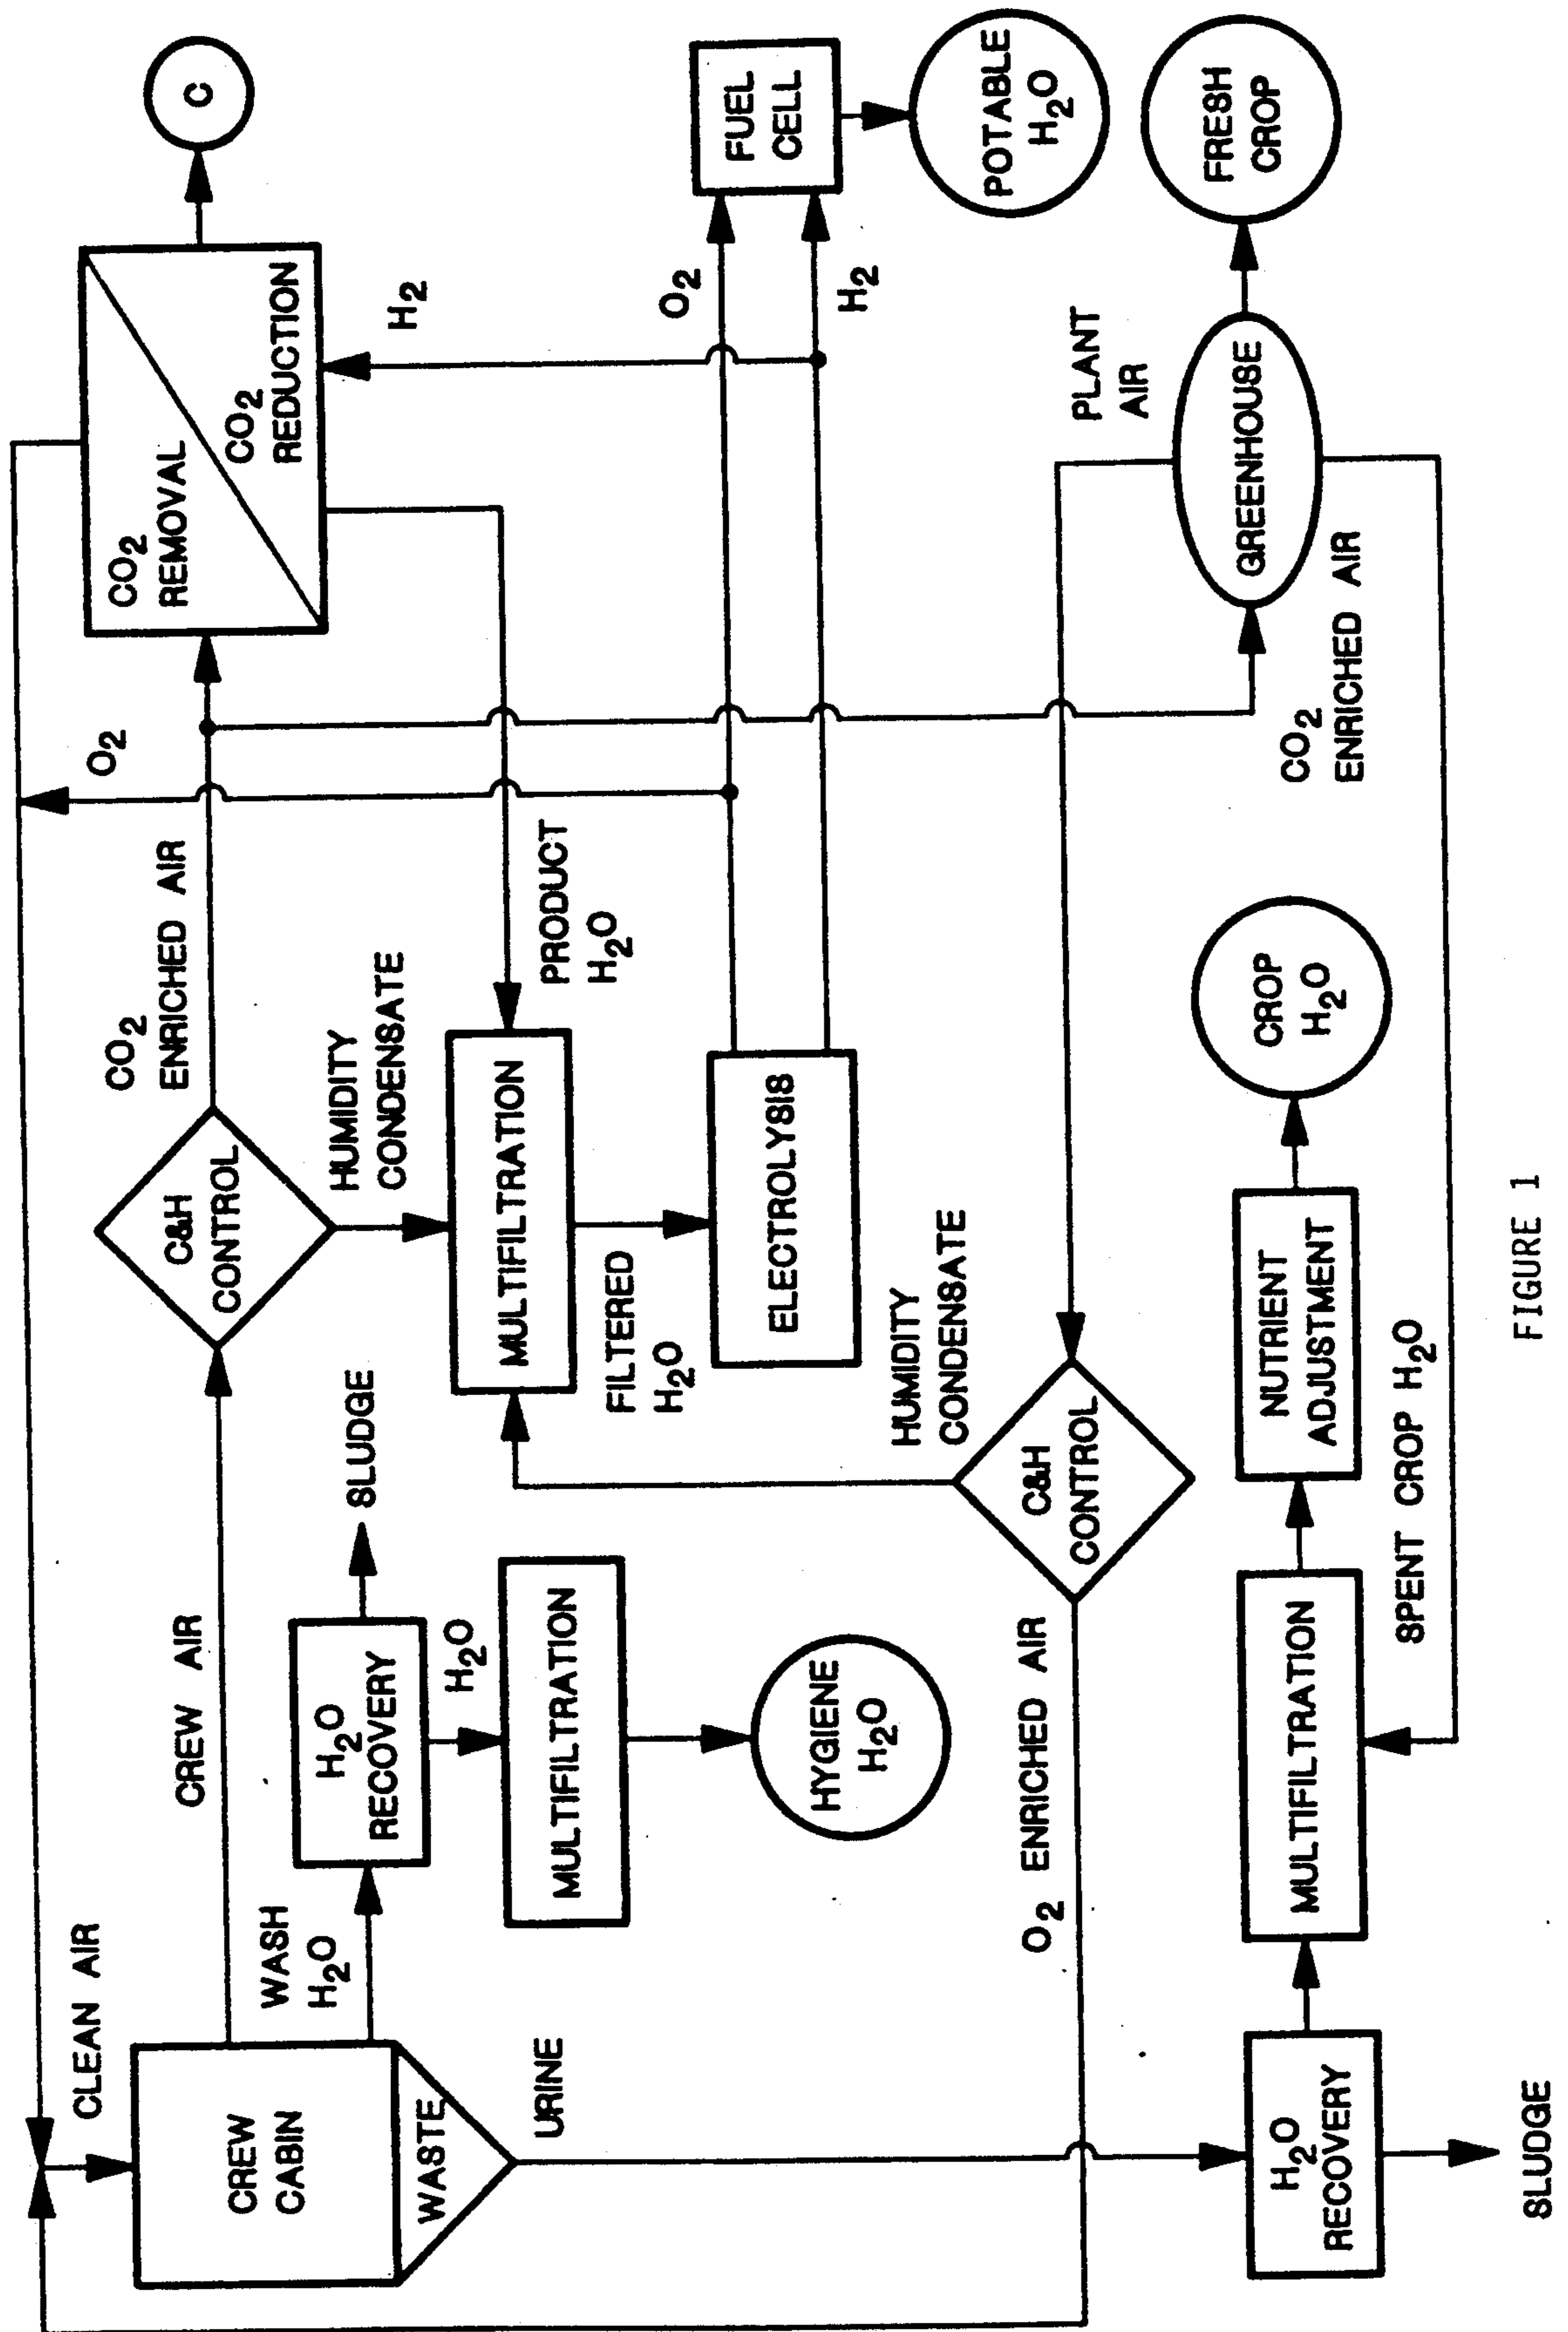 CLEAN AIR
CREW
CABIN
WASTE
URINE
CREW AIR
WASH
H₂O
H₂O
RECOVERY
SLUDGE
H₂O
MULTIFILTRATION
HYGIENE
H₂O
C&H
CONTROL
CO₂
ENRICHED AIR
HUMIDITY
CONDENSATE
MULTIFILTRATION
PRODUCT
H₂O
FILTERED
H₂O
ELECTROLYSIS
O₂
CO₂
REMOVAL
CO₂
REDUCTION
C
H₂
O₂
H₂
FUEL
CELL
POTABLE
H₂O
HUMIDITY
CONDENSATE
C&H
CONTROL
O₂ ENRICHED AIR
PLANT
AIR
GREENHOUSE
CO₂
ENRICHED AIR
FRESH
CROP
H₂O
RECOVERY
SLUDGE
MULTIFILTRATION
NUTRIENT
ADJUSTMENT
CROP
H₂O
SPENT CROP H₂O
FIGURE 1